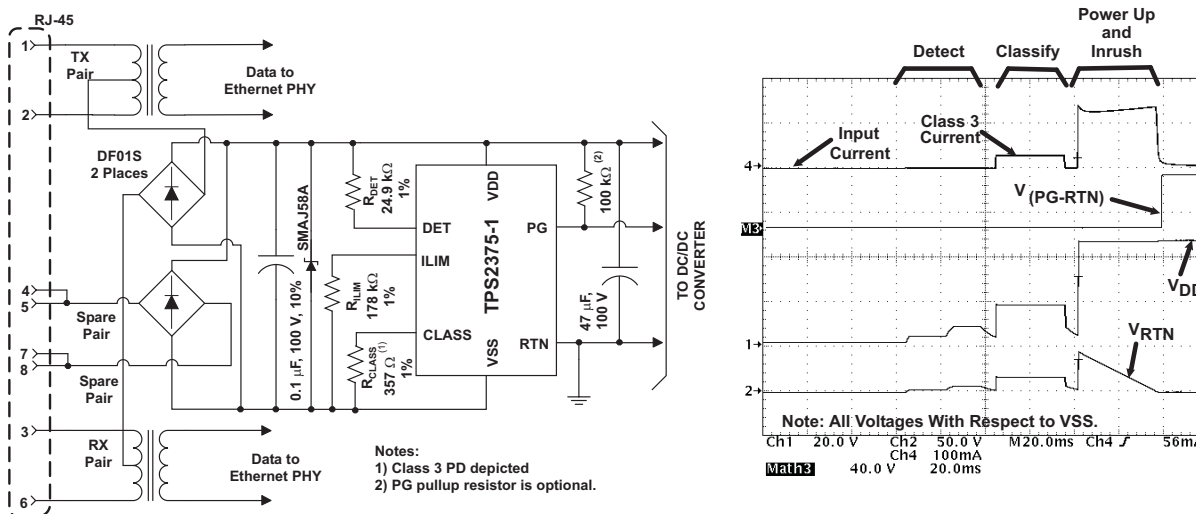 RJ-45
1
TX
Pair
2
Data to
Ethernet PHY
DF01S
2 Places
4
5
Spare
Pair
7
8
Spare
Pair
3
RX
Pair
6
Data to
Ethernet PHY
0.1 µF, 100 V, 10%
SMAJ58A
RDET
24.9 kΩ
1%
RILIM
178 kΩ
1%
RCLASS(1)
357 Ω
1%
DET
ILIM
CLASS
VDD
TPS2375-1
VSS
PG
RTN
100 kΩ(2)
47 µF,
100 V
TO DC/DC
CONVERTER
Notes:
1) Class 3 PD depicted
2) PG pullup resistor is optional.
Detect
Classify
Power Up
and
Inrush
Input
Current
Class 3
Current
4
V(PG-RTN)
M3
VDD
1
VRTN
2
Note: All Voltages With Respect to VSS.
Ch1 20.0 V Ch2 50.0 V M20.0ms Ch4 56mA
Ch4 100mA
Math3 40.0 V 20.0ms